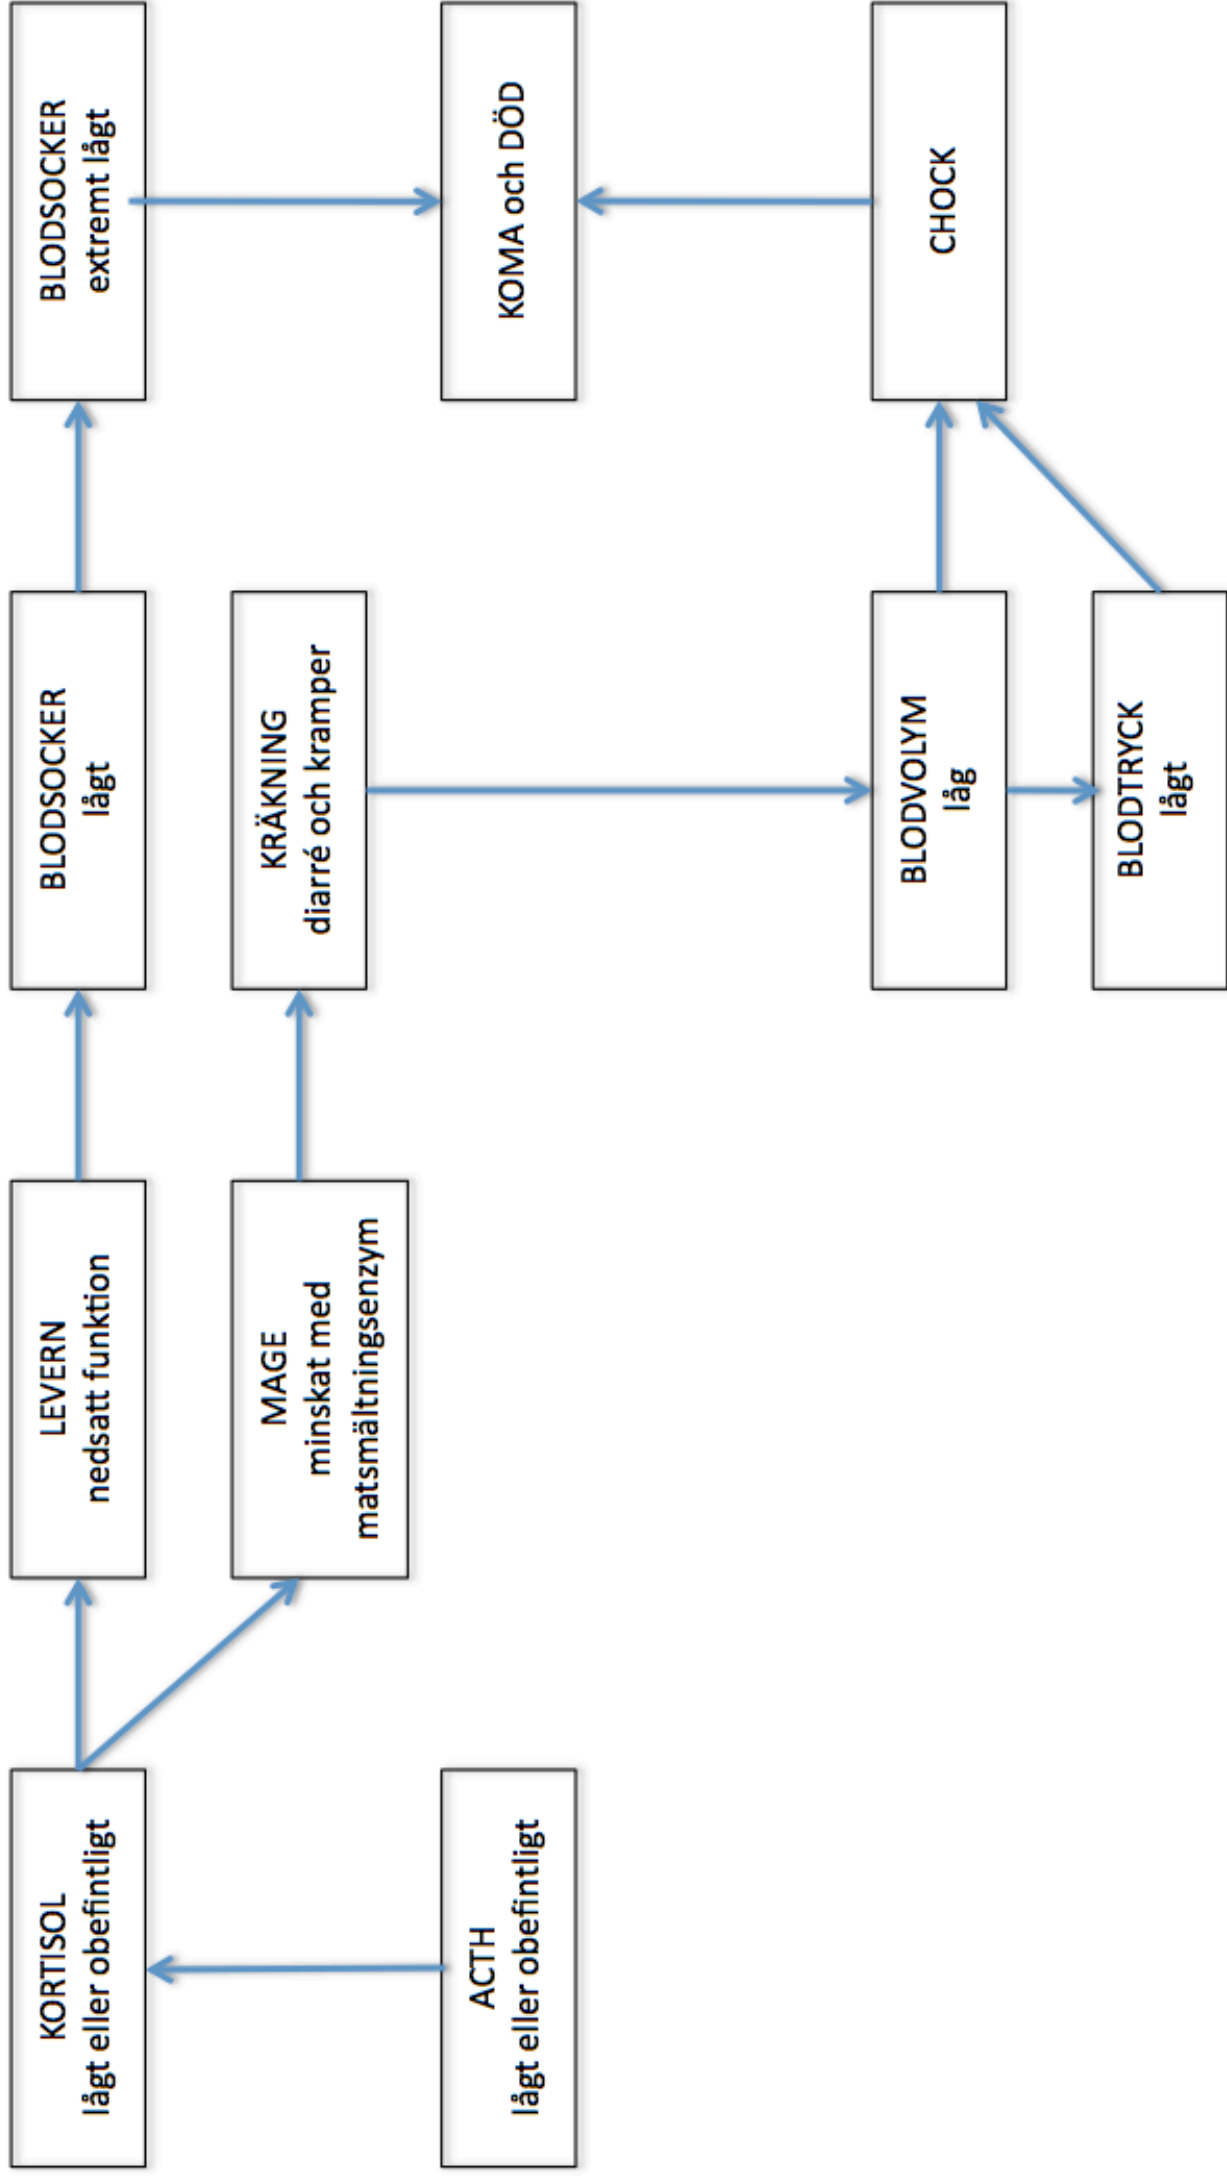 KORTISOL
lågt eller obefintligt
LEVERN
nedsatt funktion
BLODSOCKER
lågt
BLODSOCKER
extremt lågt
MAGE
minskat med
matsmältningsenzym
KRÄKNING
diarré och kramper
ACTH
lågt eller obefintligt
KOMA och DÖD
BLODVOLYM
låg
CHOCK
BLODTRYCK
lågt